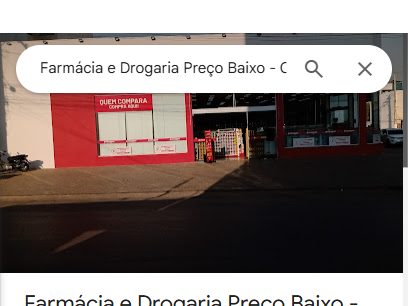 Farmácia e Drogaria Preço Baixo - C
QUEM COMPARA
COMPRA AQUI!
Farmácia e Drogaria Preço Baixo -